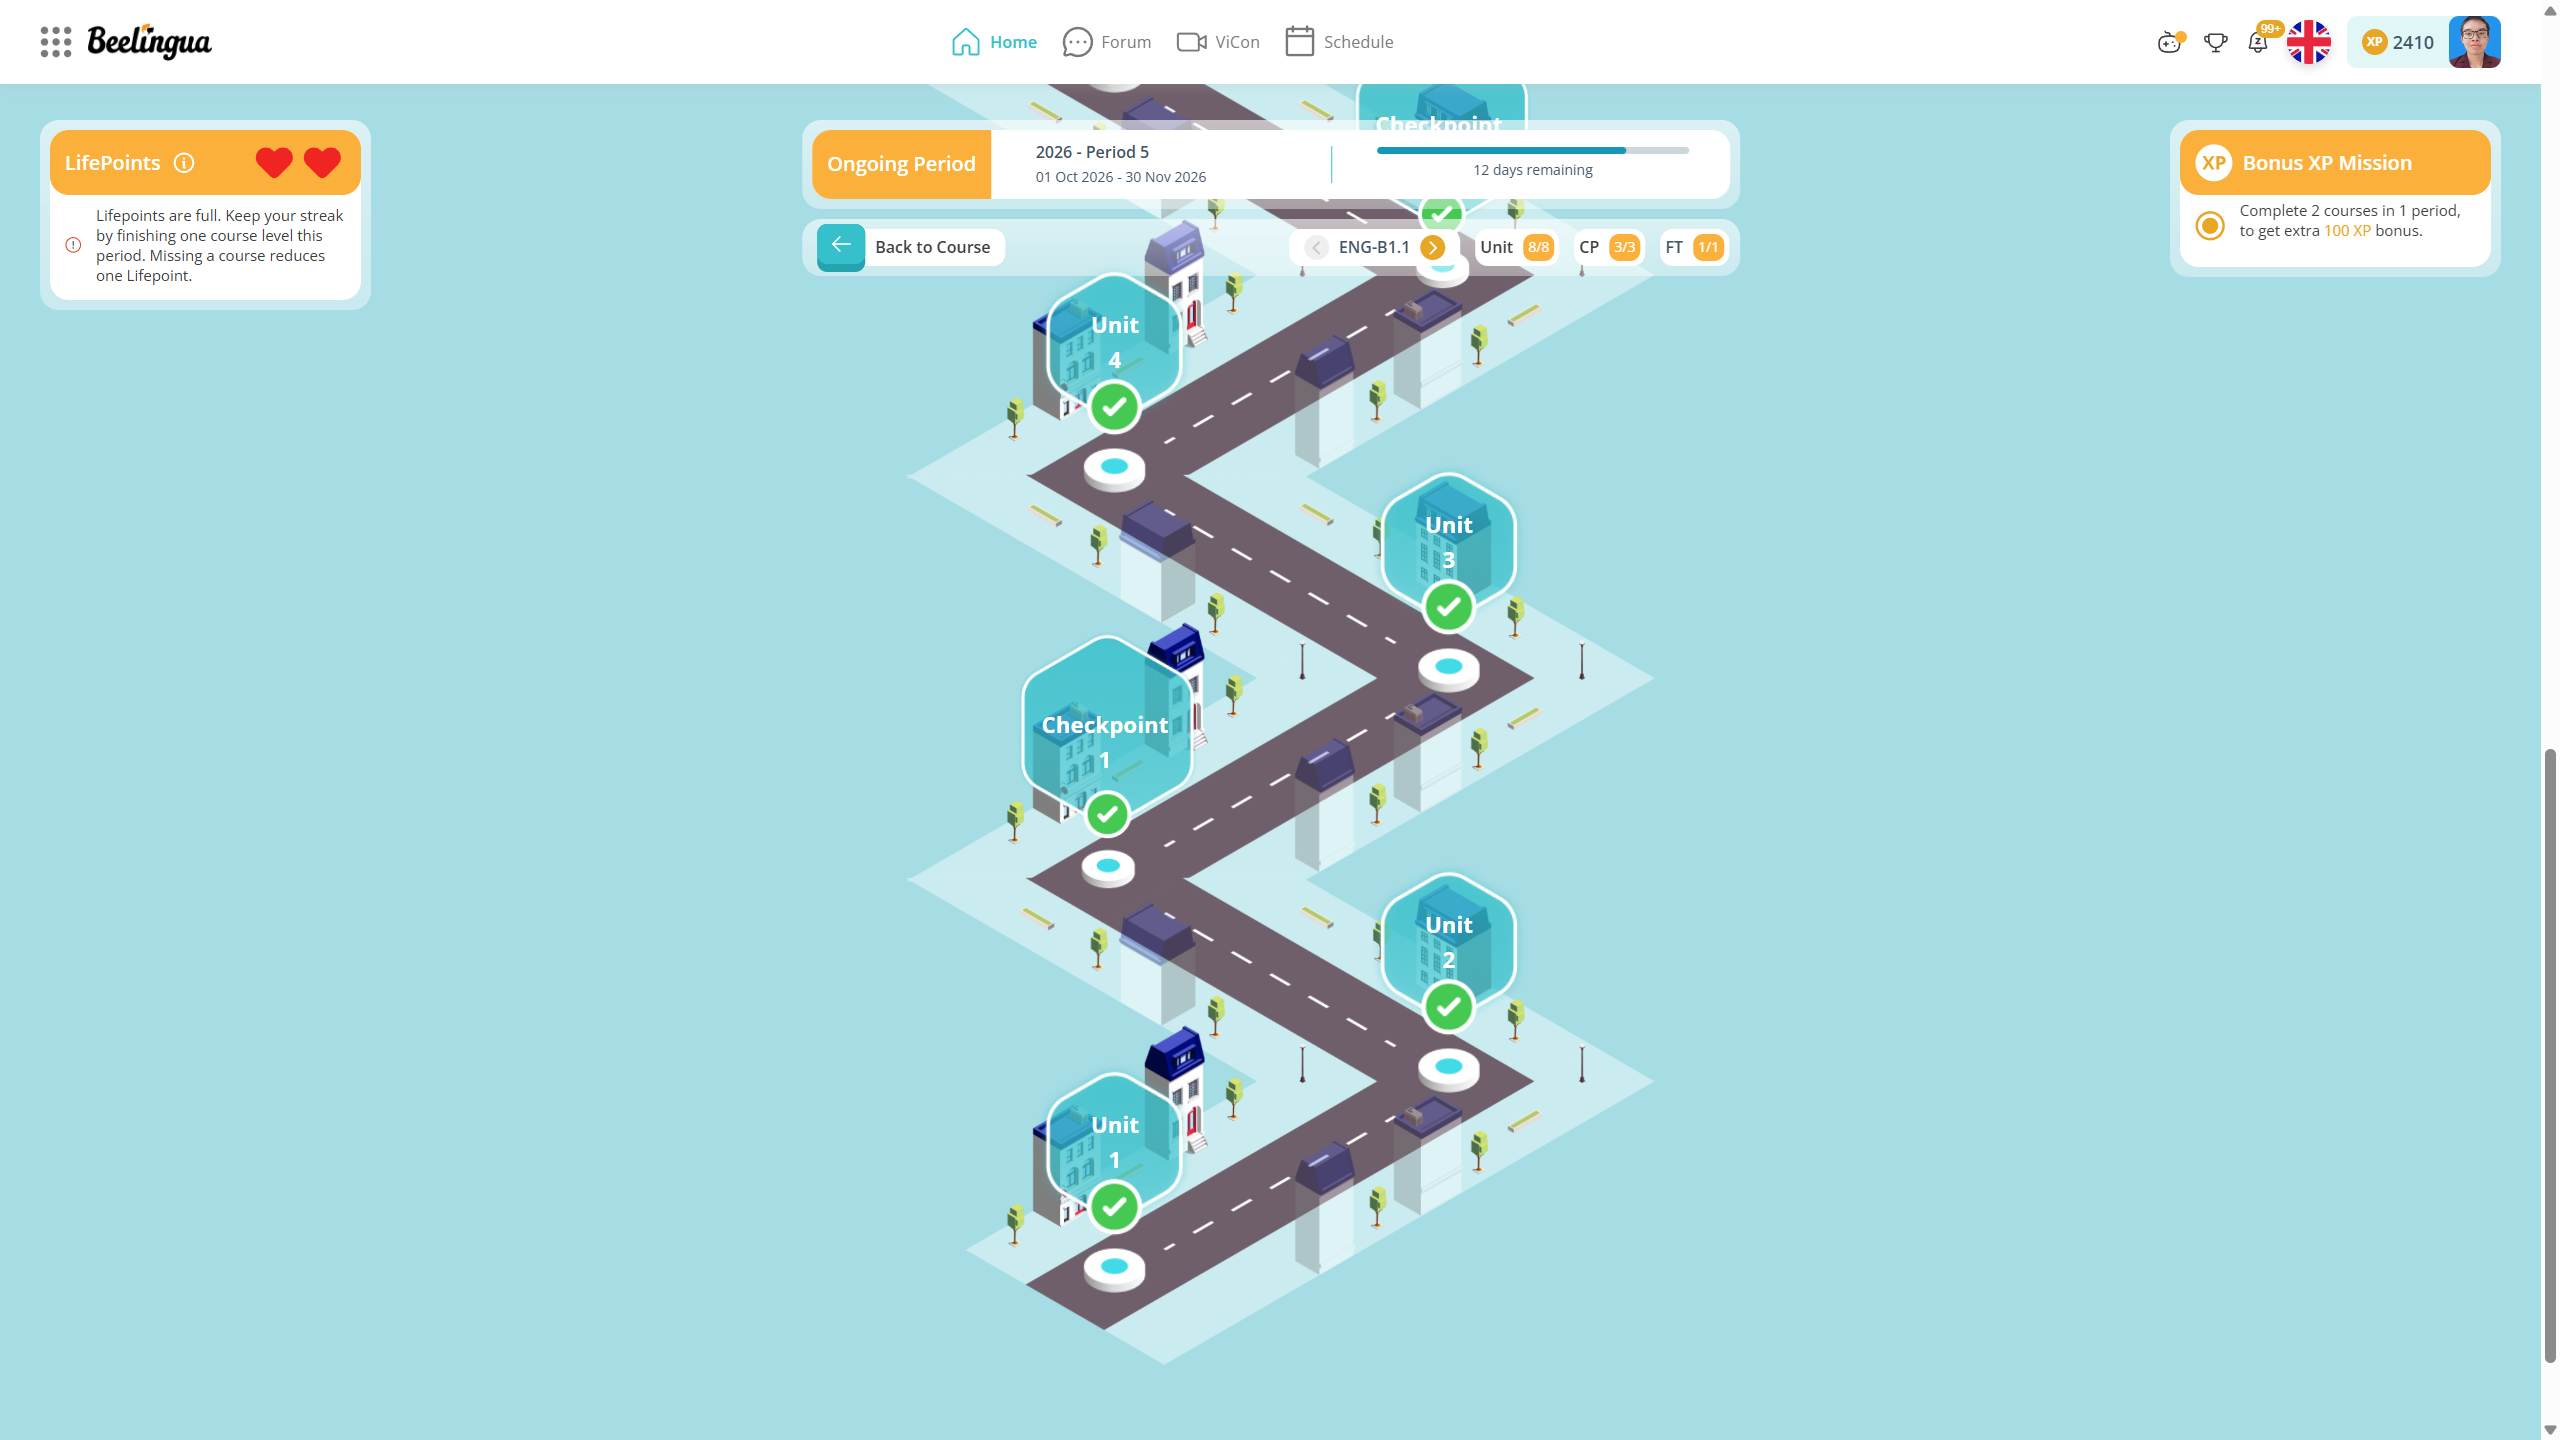 Beelingua
Home
Forum
ViCon
Schedule
99+
XP 2410
LifePoints
Lifepoints are full. Keep your streak
by finishing one course level this
period. Missing a course reduces
one Lifepoint.
Checkpoint
Ongoing Period
2026 - Period 5
01 Oct 2026 - 30 Nov 2026
12 days remaining
Back to Course
ENG-B1.1
Unit 8/8
CP 3/3
FT 1/1
XP Bonus XP Mission
Complete 2 courses in 1 period,
to get extra 100 XP bonus.
Unit
4
Unit
3
Checkpoint
1
Unit
2
Unit
1